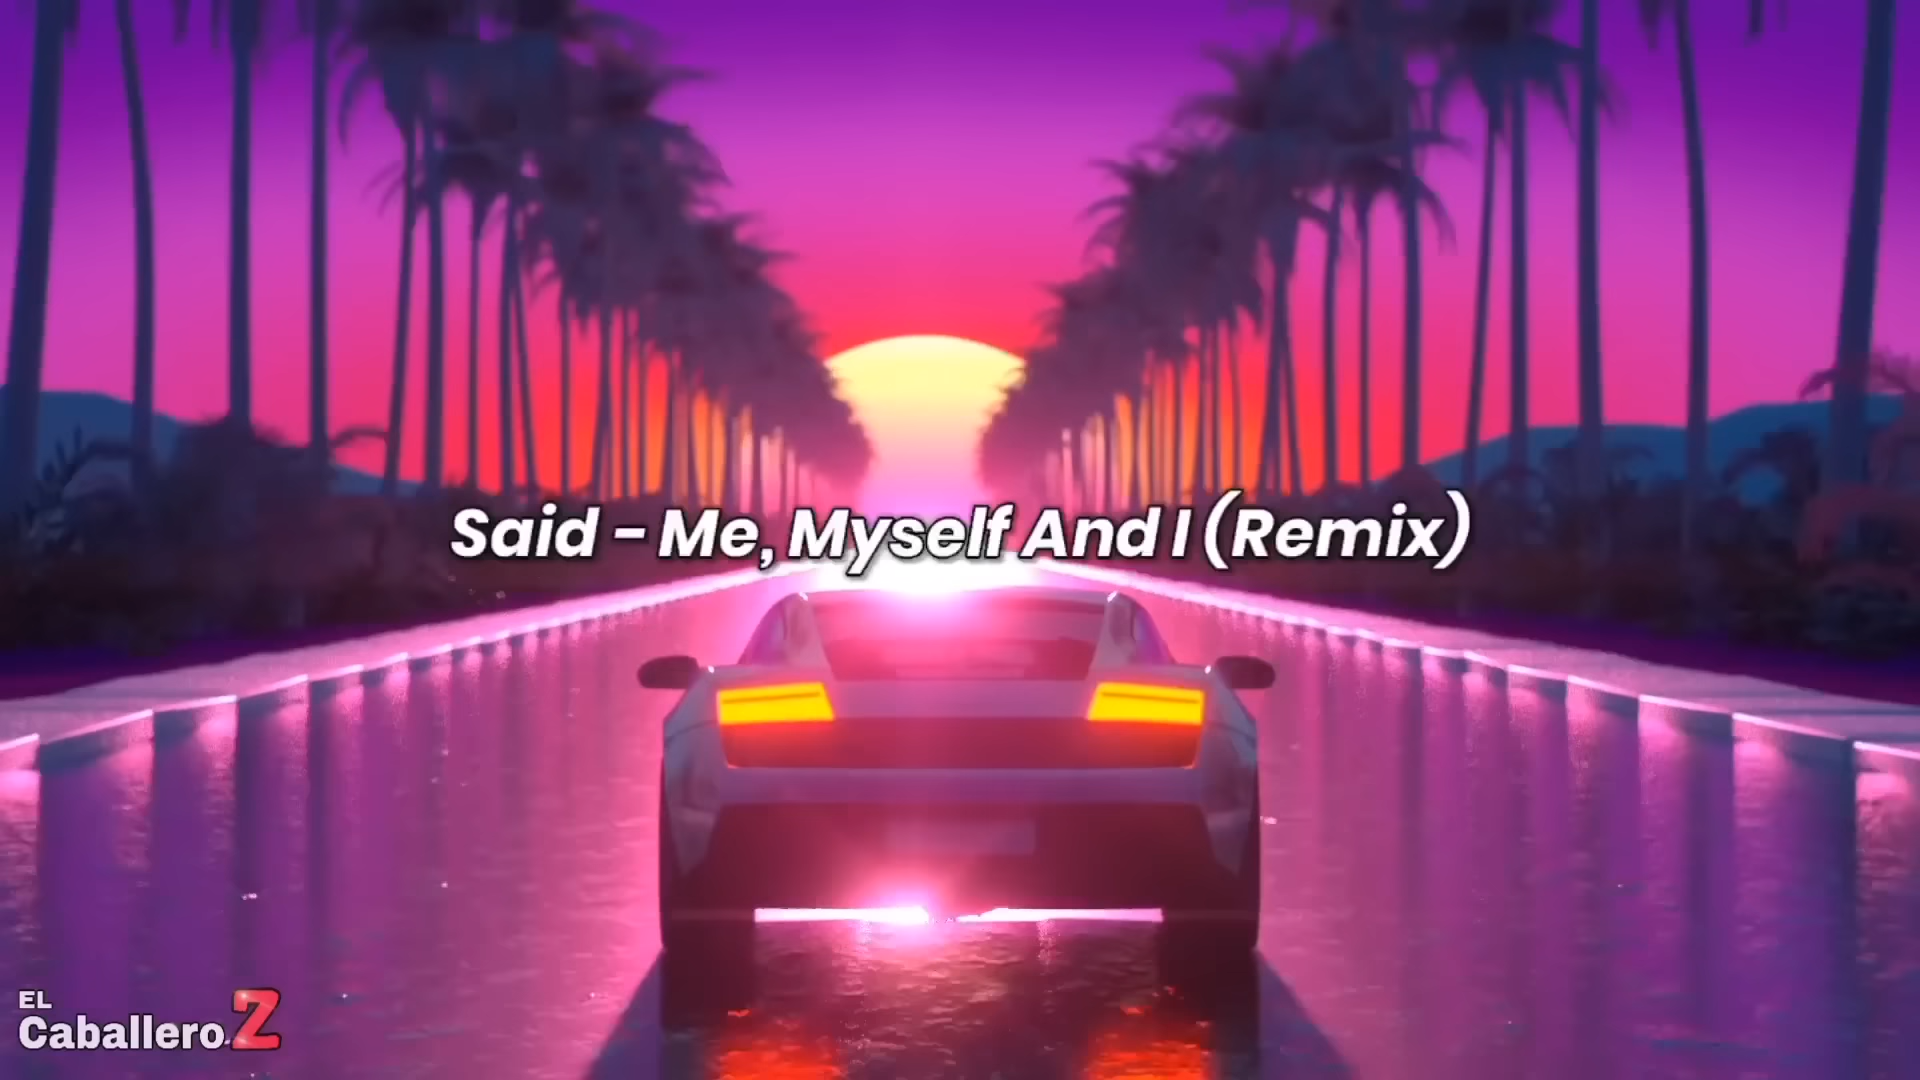 Said - Me, Myself And I (Remix)
EL
Caballero Z